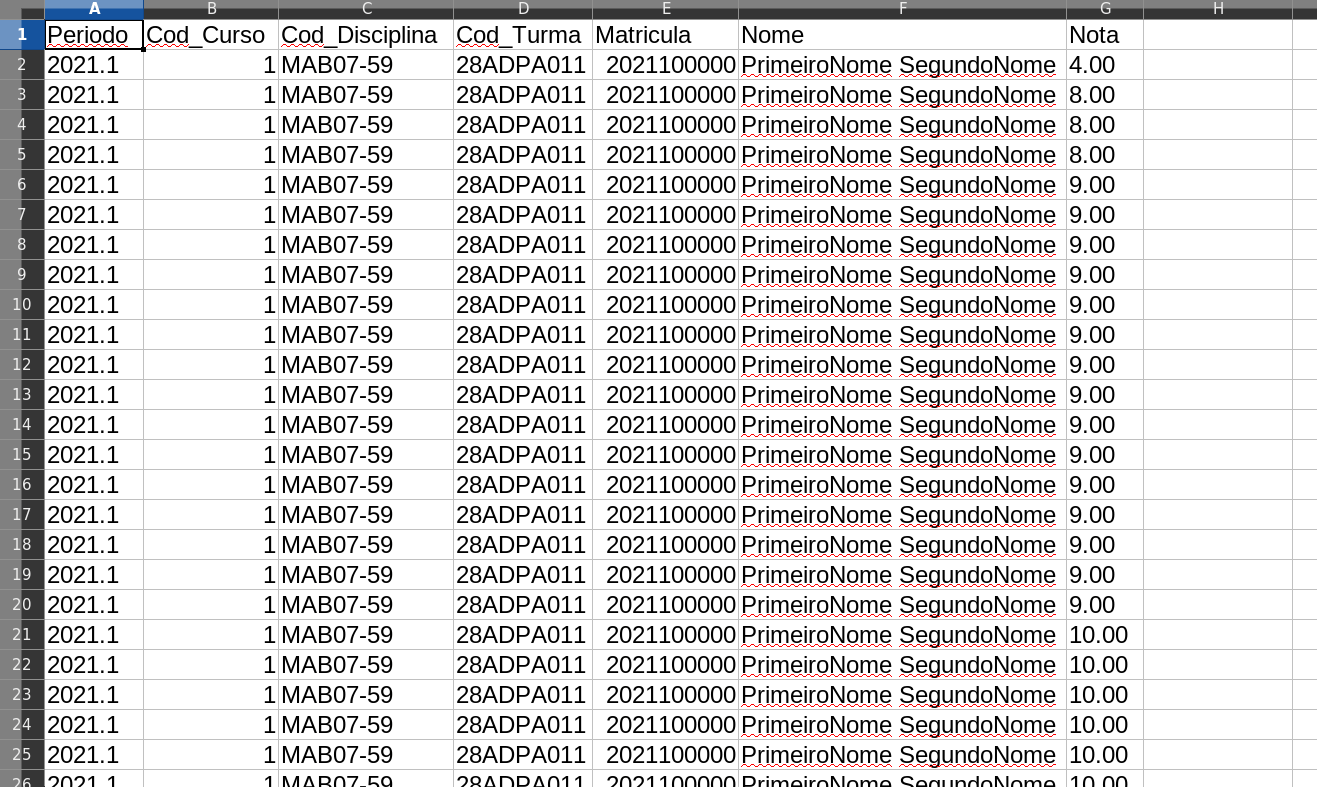 A B C D E F G H
1 Periodo Cod_Curso Cod_Disciplina Cod_Turma Matricula Nome Nota
2 2021.1 1 MAB07-59 28ADPA011 2021100000 PrimeiroNome SegundoNome 4.00
3 2021.1 1 MAB07-59 28ADPA011 2021100000 PrimeiroNome SegundoNome 8.00
4 2021.1 1 MAB07-59 28ADPA011 2021100000 PrimeiroNome SegundoNome 8.00
5 2021.1 1 MAB07-59 28ADPA011 2021100000 PrimeiroNome SegundoNome 8.00
6 2021.1 1 MAB07-59 28ADPA011 2021100000 PrimeiroNome SegundoNome 9.00
7 2021.1 1 MAB07-59 28ADPA011 2021100000 PrimeiroNome SegundoNome 9.00
8 2021.1 1 MAB07-59 28ADPA011 2021100000 PrimeiroNome SegundoNome 9.00
9 2021.1 1 MAB07-59 28ADPA011 2021100000 PrimeiroNome SegundoNome 9.00
10 2021.1 1 MAB07-59 28ADPA011 2021100000 PrimeiroNome SegundoNome 9.00
11 2021.1 1 MAB07-59 28ADPA011 2021100000 PrimeiroNome SegundoNome 9.00
12 2021.1 1 MAB07-59 28ADPA011 2021100000 PrimeiroNome SegundoNome 9.00
13 2021.1 1 MAB07-59 28ADPA011 2021100000 PrimeiroNome SegundoNome 9.00
14 2021.1 1 MAB07-59 28ADPA011 2021100000 PrimeiroNome SegundoNome 9.00
15 2021.1 1 MAB07-59 28ADPA011 2021100000 PrimeiroNome SegundoNome 9.00
16 2021.1 1 MAB07-59 28ADPA011 2021100000 PrimeiroNome SegundoNome 9.00
17 2021.1 1 MAB07-59 28ADPA011 2021100000 PrimeiroNome SegundoNome 9.00
18 2021.1 1 MAB07-59 28ADPA011 2021100000 PrimeiroNome SegundoNome 9.00
19 2021.1 1 MAB07-59 28ADPA011 2021100000 PrimeiroNome SegundoNome 9.00
20 2021.1 1 MAB07-59 28ADPA011 2021100000 PrimeiroNome SegundoNome 9.00
21 2021.1 1 MAB07-59 28ADPA011 2021100000 PrimeiroNome SegundoNome 10.00
22 2021.1 1 MAB07-59 28ADPA011 2021100000 PrimeiroNome SegundoNome 10.00
23 2021.1 1 MAB07-59 28ADPA011 2021100000 PrimeiroNome SegundoNome 10.00
24 2021.1 1 MAB07-59 28ADPA011 2021100000 PrimeiroNome SegundoNome 10.00
25 2021.1 1 MAB07-59 28ADPA011 2021100000 PrimeiroNome SegundoNome 10.00
26 2021.1 1 MAB07-59 28ADPA011 2021100000 PrimeiroNome SegundoNome 10.00